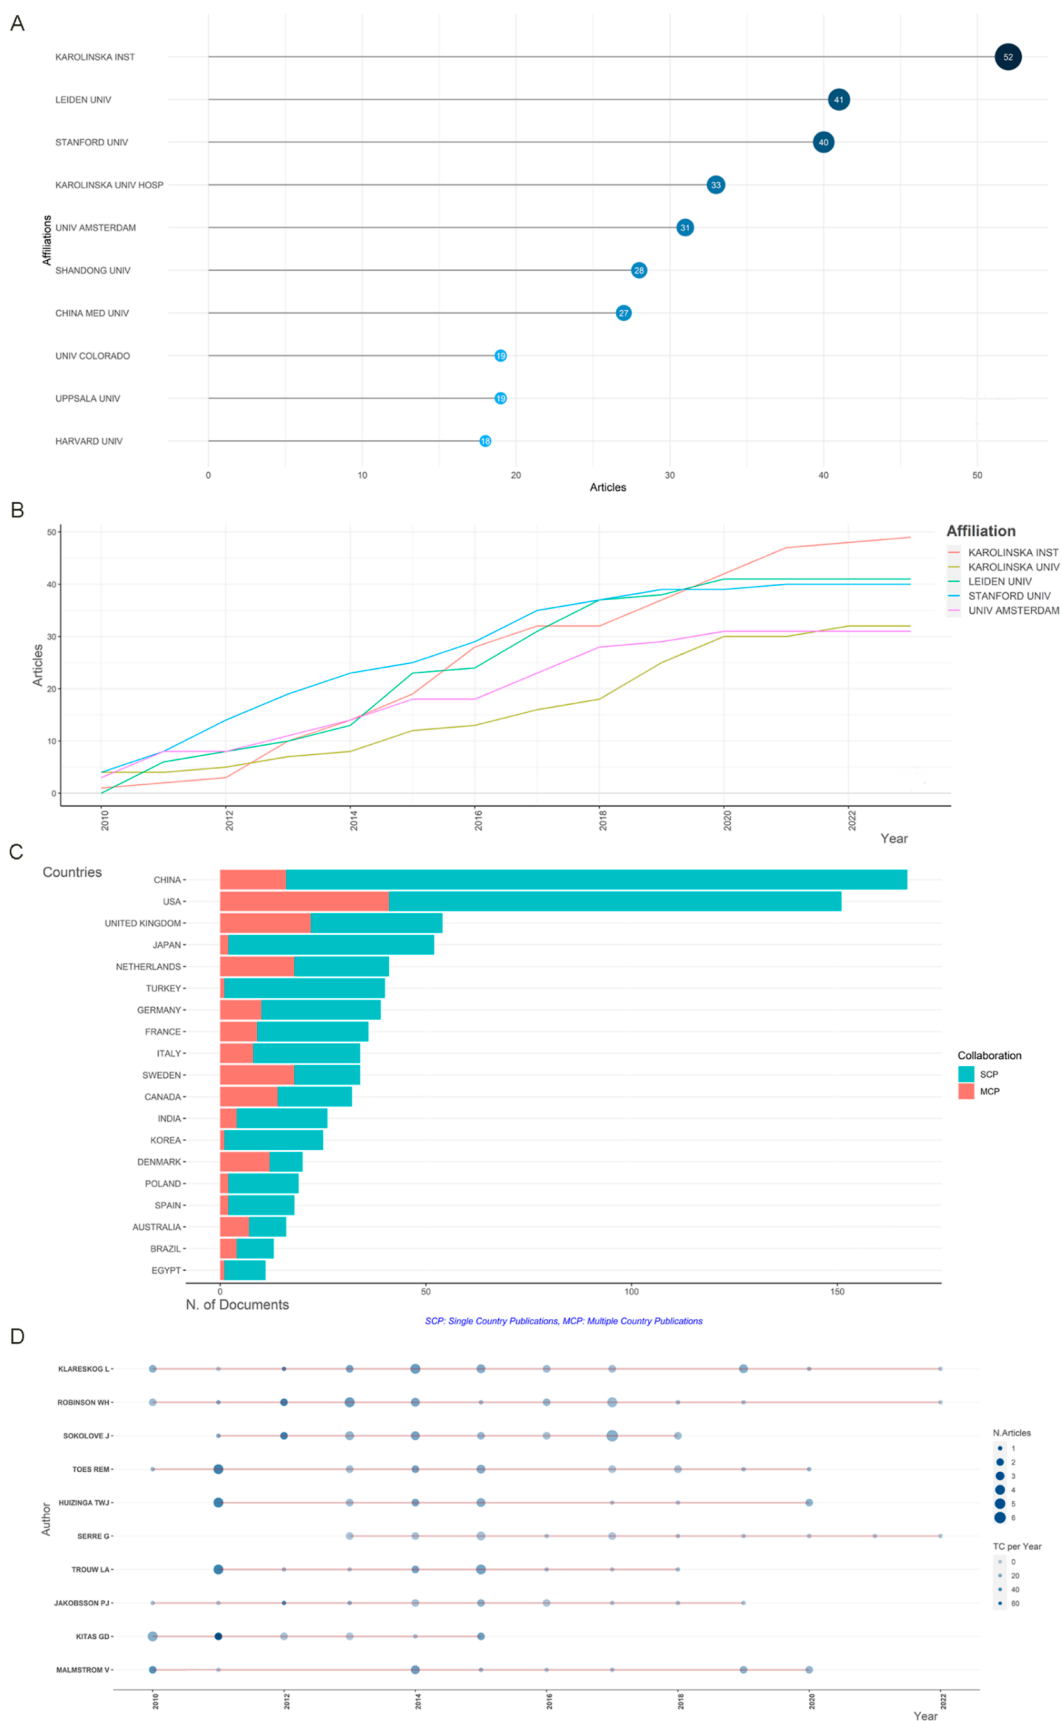 A
KAROLINSKA INST
52
LEIDEN UNIV
41
STANFORD UNIV
40
KAROLINSKA UNIV HOSP
33
Affiliations
UNIV AMSTERDAM
31
SHANDONG UNIV
28
CHINA MED UNIV
27
UNIV COLORADO
19
UPPSALA UNIV
19
HARVARD UNIV
18
0 10 20 30 40 50
Articles
B
50
40
30
20
10
0
Articles
2010 2012 2014 2016 2018 2020 2022
Year
Affiliation
KAROLINSKA INST
KAROLINSKA UNIV
LEIDEN UNIV
STANFORD UNIV
UNIV AMSTERDAM
C
Countries
CHINA
USA
UNITED KINGDOM
JAPAN
NETHERLANDS
TURKEY
GERMANY
FRANCE
ITALY
SWEDEN
CANADA
INDIA
KOREA
DENMARK
POLAND
SPAIN
AUSTRALIA
BRAZIL
EGYPT
0 50 100 150
N. of Documents
Collaboration
SCP
MCP
SCP: Single Country Publications, MCP: Multiple Country Publications
D
KLARESKOG L
ROBINSON WH
SOKOLOVE J
TOES REM
HUIZINGA TWJ
Author
SERRE G
TROUW LA
JAKOBSSON PJ
KITAS GD
MALMSTROM V
2010 2012 2014 2016 2018 2020 2022
Year
N.Articles
1
2
3
4
5
6
TC per Year
0
20
40
60